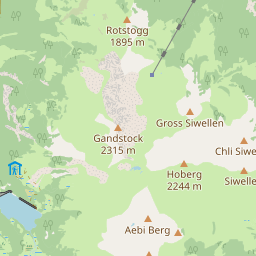 Rotstogg
1895 m
Gross Siwellen
Gandstock
2315 m
Chli Siwe
Hoberg
2244 m
Siwelle
Aebi Berg